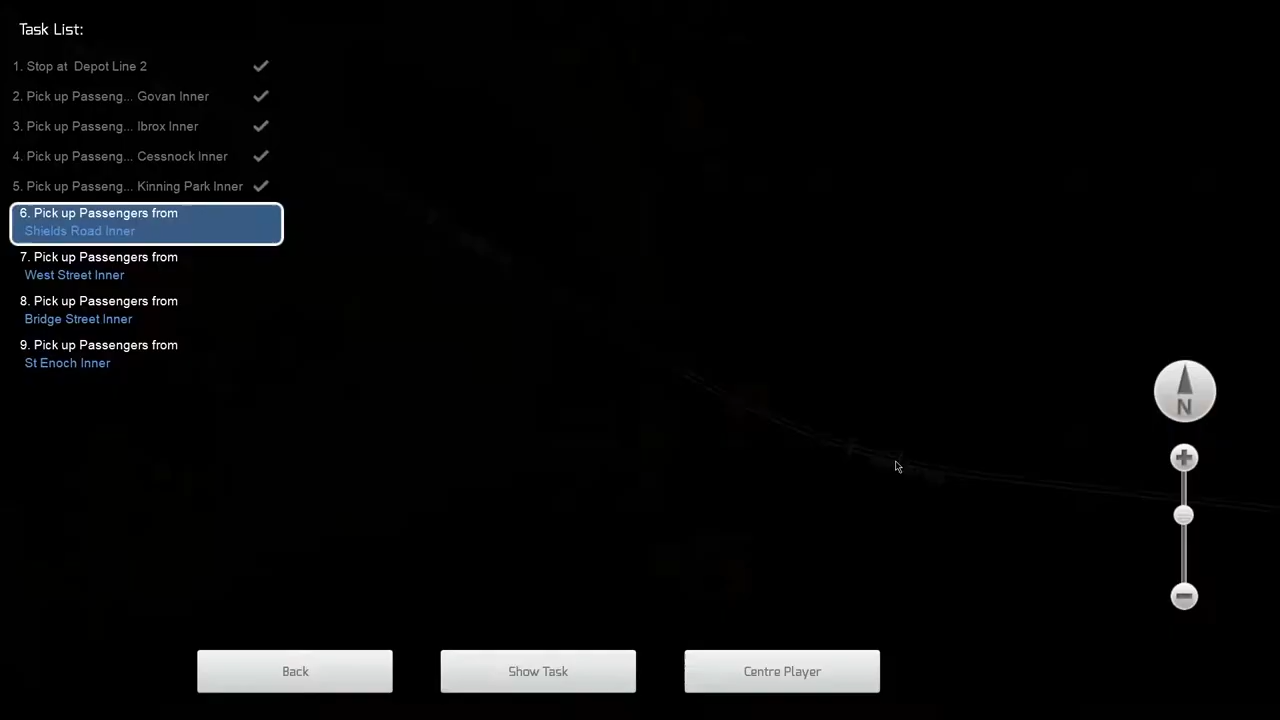 Task List:
1. Stop at  Depot Line 2
2. Pick up Passeng... Govan Inner
3. Pick up Passeng... Ibrox Inner
4. Pick up Passeng... Cessnock Inner
5. Pick up Passeng... Kinning Park Inner
6. Pick up Passengers from
Shields Road Inner
7. Pick up Passengers from
West Street Inner
8. Pick up Passengers from
Bridge Street Inner
9. Pick up Passengers from
St Enoch Inner
N
Back
Show Task
Centre Player